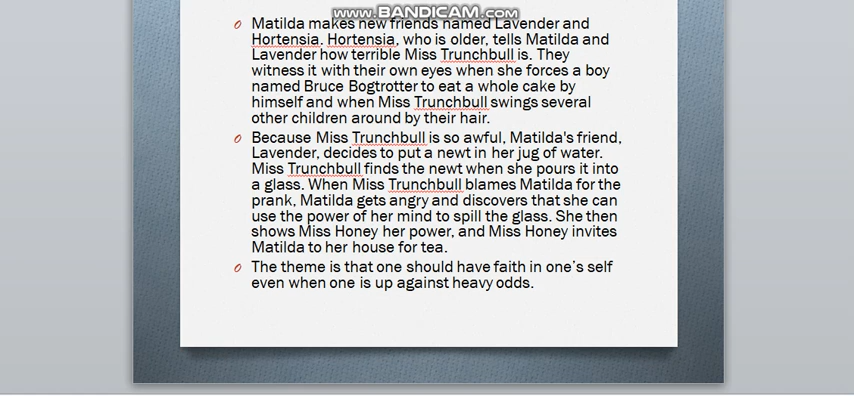 www.BANDICAM.com
o Matilda makes new friends named Lavender and
Hortensia. Hortensia, who is older, tells Matilda and
Lavender how terrible Miss Trunchbull is. They
witness it with their own eyes when she forces a boy
named Bruce Bogtrotter to eat a whole cake by
himself and when Miss Trunchbull swings several
other children around by their hair.
o Because Miss Trunchbull is so awful, Matilda's friend,
Lavender, decides to put a newt in her jug of water.
Miss Trunchbull finds the newt when she pours it into
a glass. When Miss Trunchbull blames Matilda for the
prank, Matilda gets angry and discovers that she can
use the power of her mind to spill the glass. She then
shows Miss Honey her power, and Miss Honey invites
Matilda to her house for tea.
o The theme is that one should have faith in one’s self
even when one is up against heavy odds.